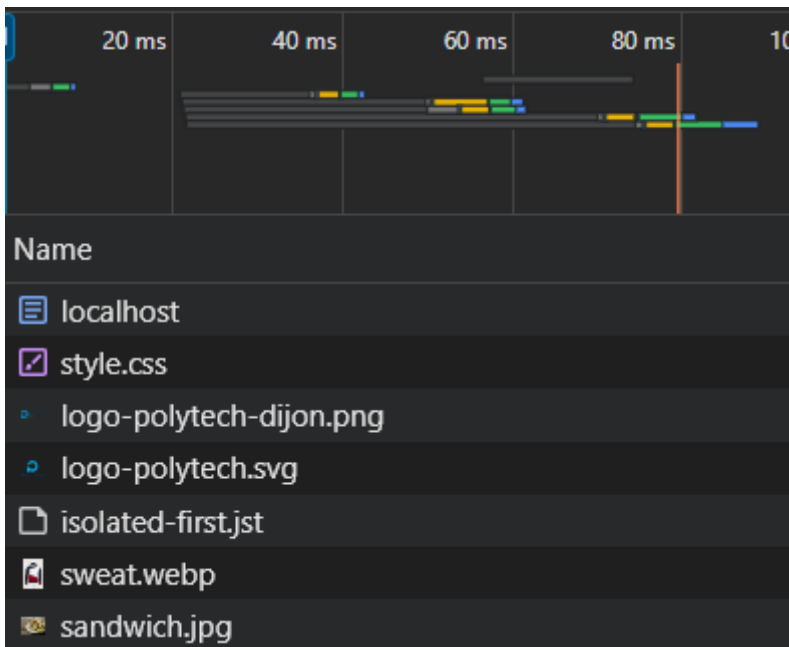 20 ms 40 ms 60 ms 80 ms 10
Name
localhost
style.css
logo-polytech-dijon.png
logo-polytech.svg
isolated-first.jst
sweat.webp
sandwich.jpg